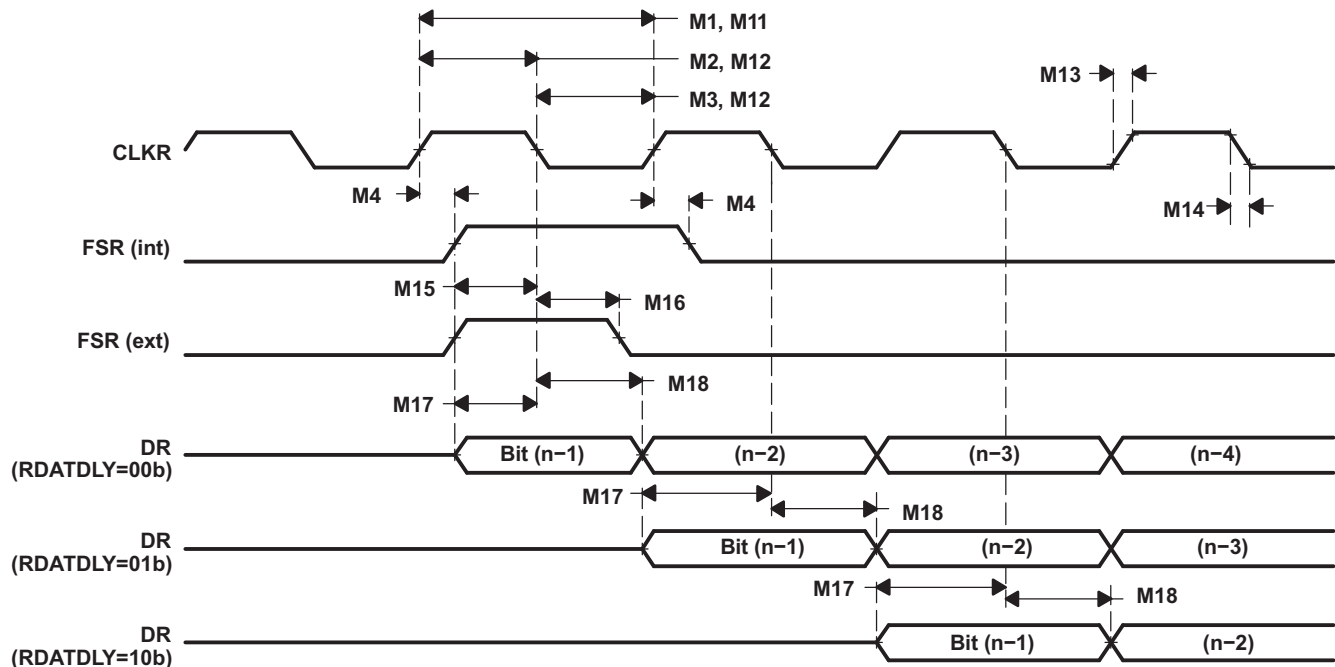 M1, M11
M2, M12
M13
M3, M12
CLKR
M4
M4
M14
FSR (int)
M15
M16
FSR (ext)
M18
M17
DR
(RDATDLY=00b)
Bit (n−1)
(n−2)
(n−3)
(n−4)
M17
M18
DR
(RDATDLY=01b)
Bit (n−1)
(n−2)
(n−3)
M17
M18
DR
(RDATDLY=10b)
Bit (n−1)
(n−2)